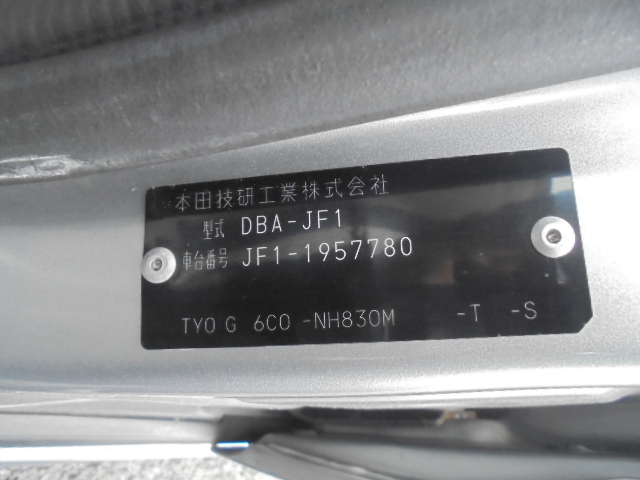 本田技研工業株式会社
型式 DBA-JF1
車台番号 JF1-1957780
TYO G 6C0 -NH830M -T -S